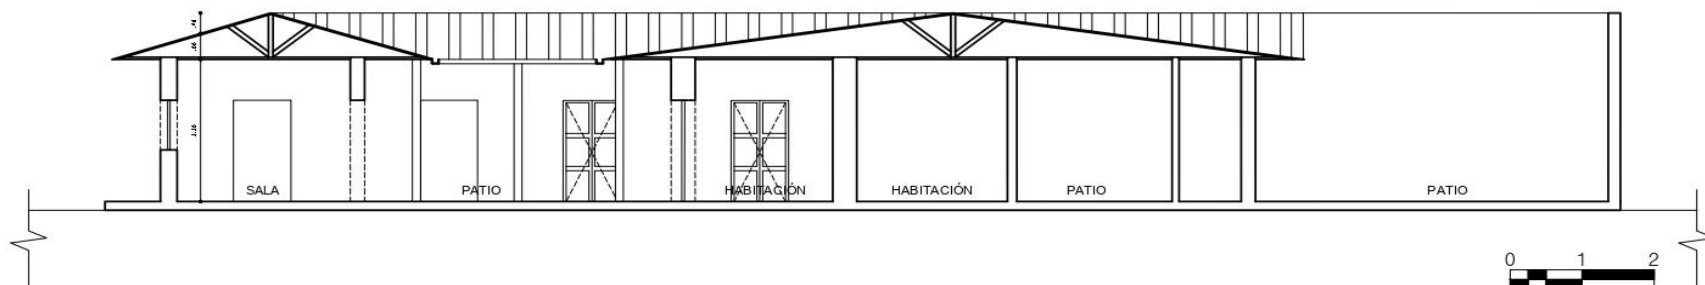 SALA
PATIO
HABITACIÓN
HABITACIÓN
PATIO
PATIO
0 1 2